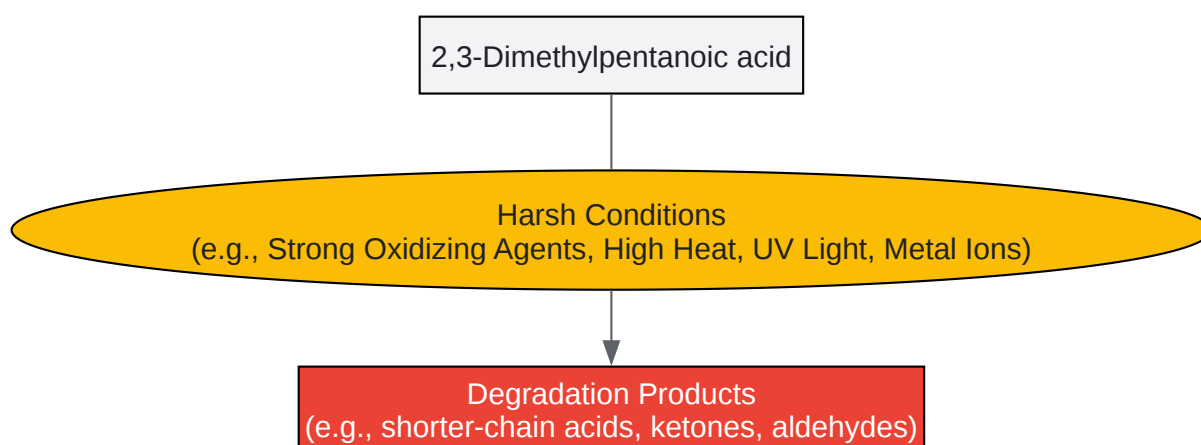 2,3-Dimethylpentanoic acid
Harsh Conditions
(e.g., Strong Oxidizing Agents, High Heat, UV Light, Metal Ions)
Degradation Products
(e.g., shorter-chain acids, ketones, aldehydes)